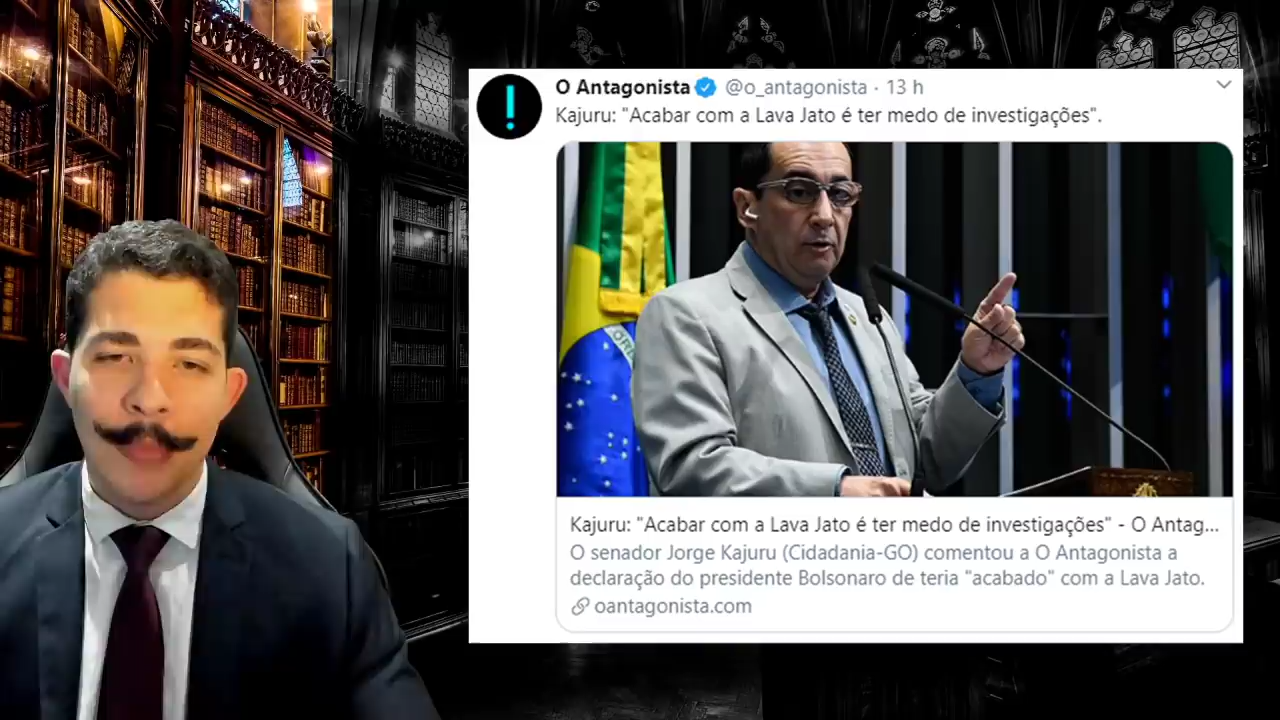 O Antagonista @o_antagonista · 13 h
Kajuru: "Acabar com a Lava Jato é ter medo de investigações".
Kajuru: "Acabar com a Lava Jato é ter medo de investigações" - O Antag...
O senador Jorge Kajuru (Cidadania-GO) comentou a O Antagonista a
declaração do presidente Bolsonaro de teria "acabado" com a Lava Jato.
oantagonista.com